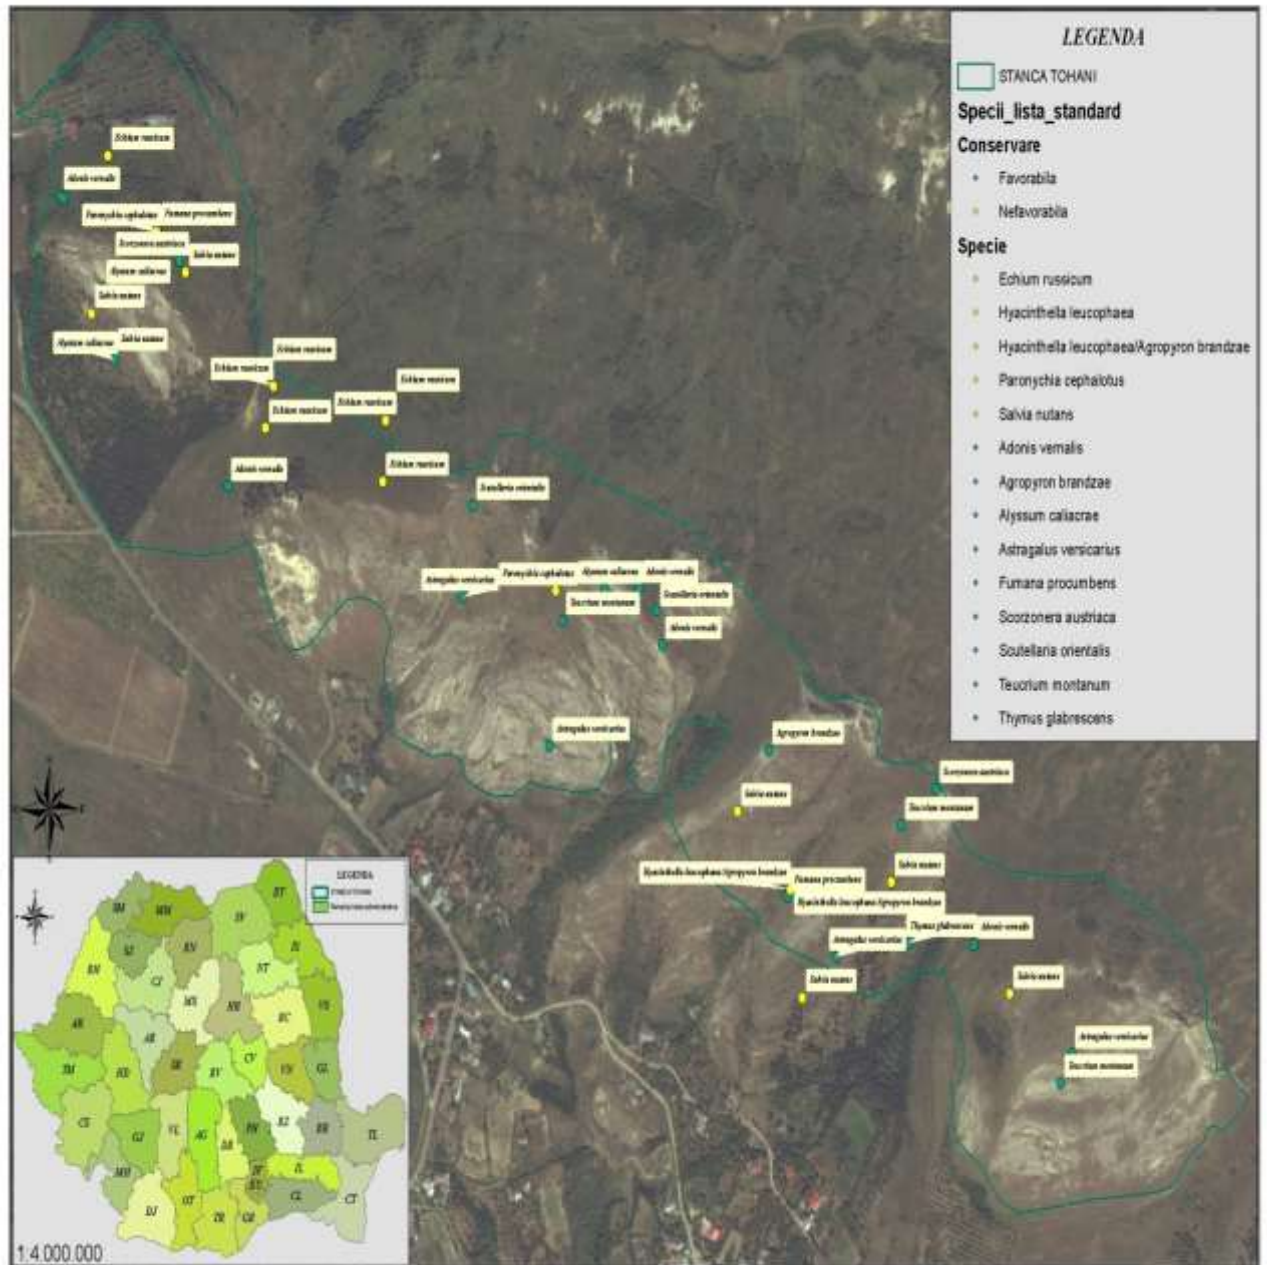 LEGENDA
STANCA TOHANI
Specii_lista_standard
Conservare
Favorabila
Nefavorabila
Specie
Echium russicum
Hyacinthella leucophaea
Hyacinthella leucophaea/Agropyron brandzae
Paronychia cephalotus
Salvia nutans
Adonis vernalis
Agropyron brandzae
Alyssum caliacrae
Astragalus versicarius
Fumana procumbens
Scorzonera austriaca
Scutellaria orientalis
Teucrium montanum
Thymus glabrescens
Echium russicum
Adonis vernalis
Paronychia cephalotus
Fumana procumbens
Scorzonera austriaca
Salvia nutans
Alyssum caliacrae
Salvia nutans
Alyssum caliacrae
Salvia nutans
Echium russicum
Echium russicum
Echium russicum
Echium russicum
Echium russicum
Adonis vernalis
Echium russicum
Scutellaria orientalis
Astragalus versicarius
Paronychia cephalotus
Alyssum caliacrae
Adonis vernalis
Teucrium montanum
Scutellaria orientalis
Adonis vernalis
Astragalus versicarius
Agropyron brandzae
Scorzonera austriaca
Salvia nutans
Teucrium montanum
Salvia nutans
Hyacinthella leucophaea/Agropyron brandzae
Fumana procumbens
Hyacinthella leucophaea/Agropyron brandzae
Thymus glabrescens
Adonis vernalis
Astragalus versicarius
Salvia nutans
Salvia nutans
Astragalus versicarius
Teucrium montanum
LEGENDA
SM
MM
SV
BT
SJ
BN
IS
BH
CJ
NT
MS
HR
BC
VS
AR
AB
TM
HD
SB
BV
CV
VN
GL
CS
GJ
VL
AG
DB
PH
BZ
BR
TL
MH
IF
IL
DJ
OT
TR
GR
CL
CT
1:4.000.000